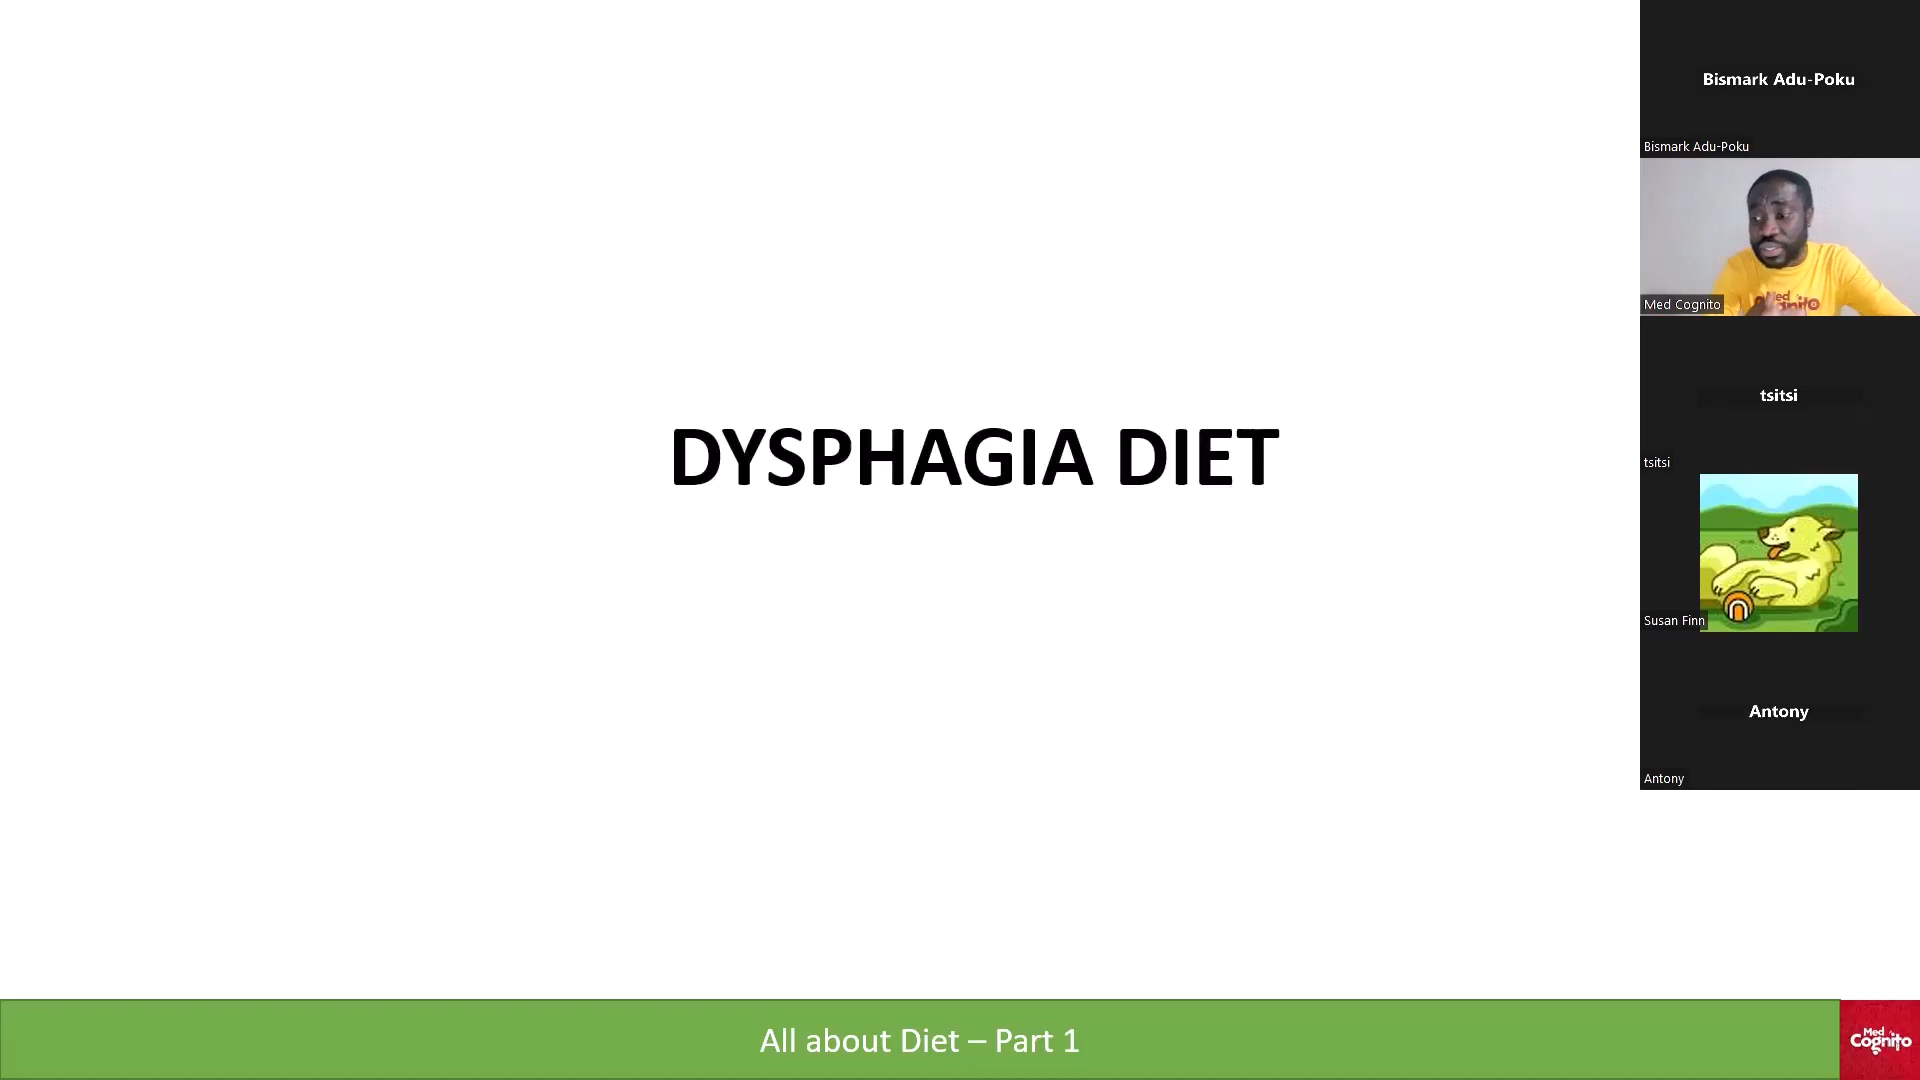 DYSPHAGIA DIET
All about Diet – Part 1
Med
Cognito
Bismark Adu-Poku
Bismark Adu-Poku
Med
Med Cognito
tsitsi
tsitsi
Susan Finn
Antony
Antony